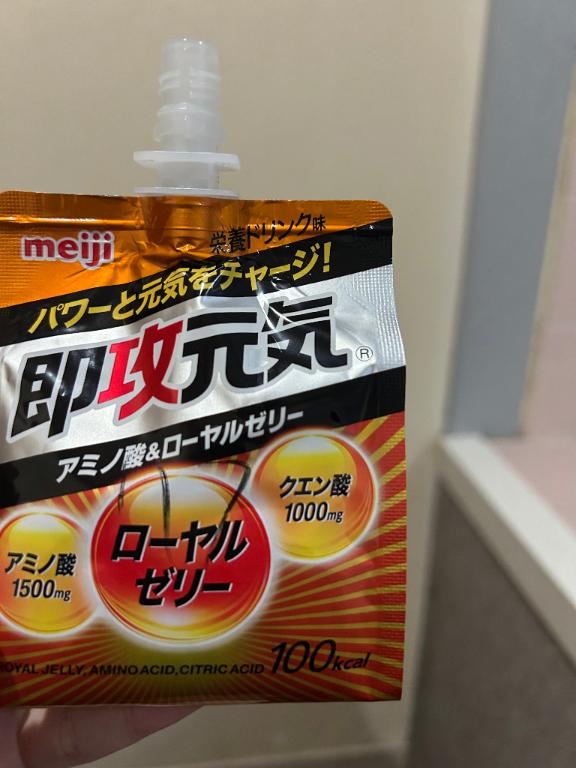 meiji
栄養ドリンク味
パワーと元気をチャージ!
即攻元気®
アミノ酸&ローヤルゼリー
クエン酸
1000mg
ローヤル
ゼリー
アミノ酸
1500mg
ROYAL JELLY, AMINO ACID, CITRIC ACID
100kcal